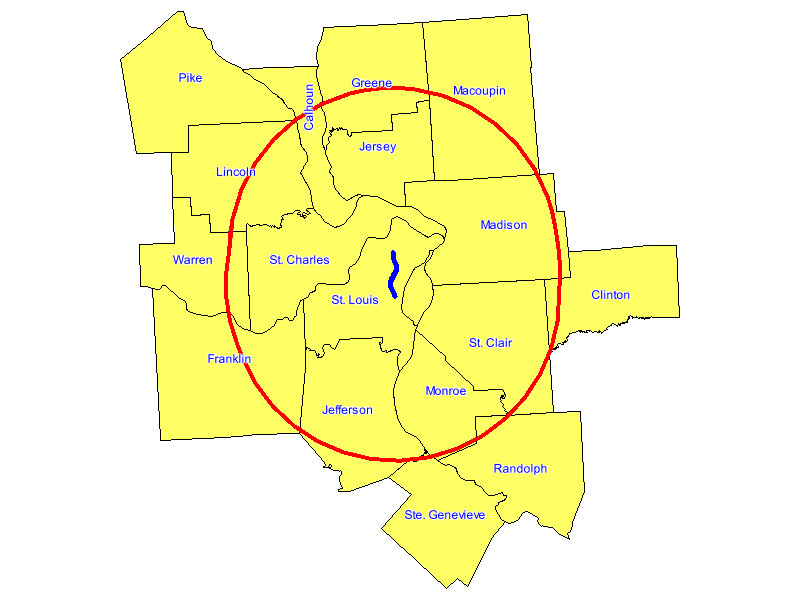 Pike
Greene
Macoupin
Calhoun
Jersey
Lincoln
Madison
Warren
St. Charles
Clinton
St. Louis
St. Clair
Franklin
Monroe
Jefferson
Randolph
Ste. Genevieve